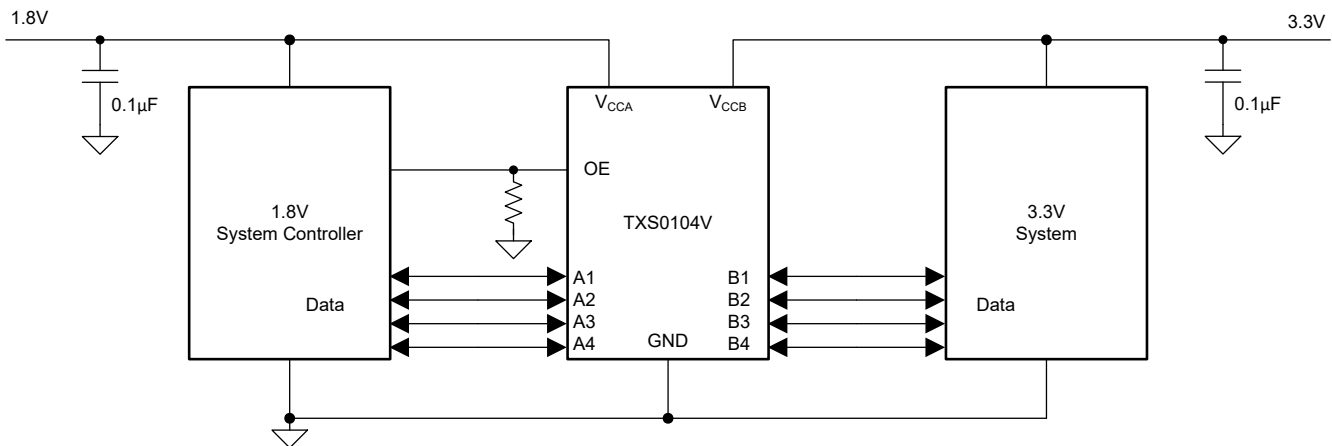 1.8V
3.3V
0.1µF
VCCA
VCCB
0.1µF
OE
1.8V
System Controller
TXS0104V
3.3V
System
A1
B1
A2
B2
Data
Data
A3
B3
A4
GND
B4